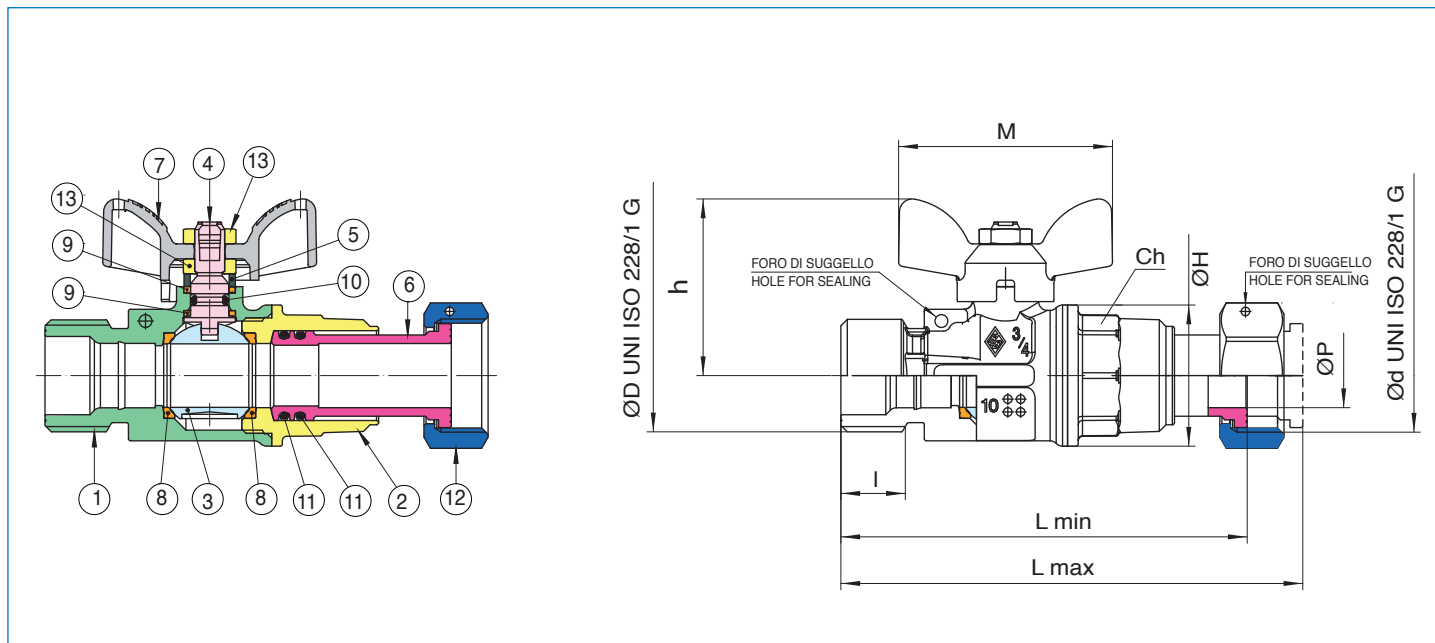 7
4
13
13
5
9
10
6
9
1
8
3
8
11
11
2
12
M
h
ØD UNI ISO 228/1 G
FORO DI SUGGELLO
HOLE FOR SEALING
Ch
ØH
FORO DI SUGGELLO
HOLE FOR SEALING
ØP
Ød UNI ISO 228/1 G
3/4
10
l
L min
L max